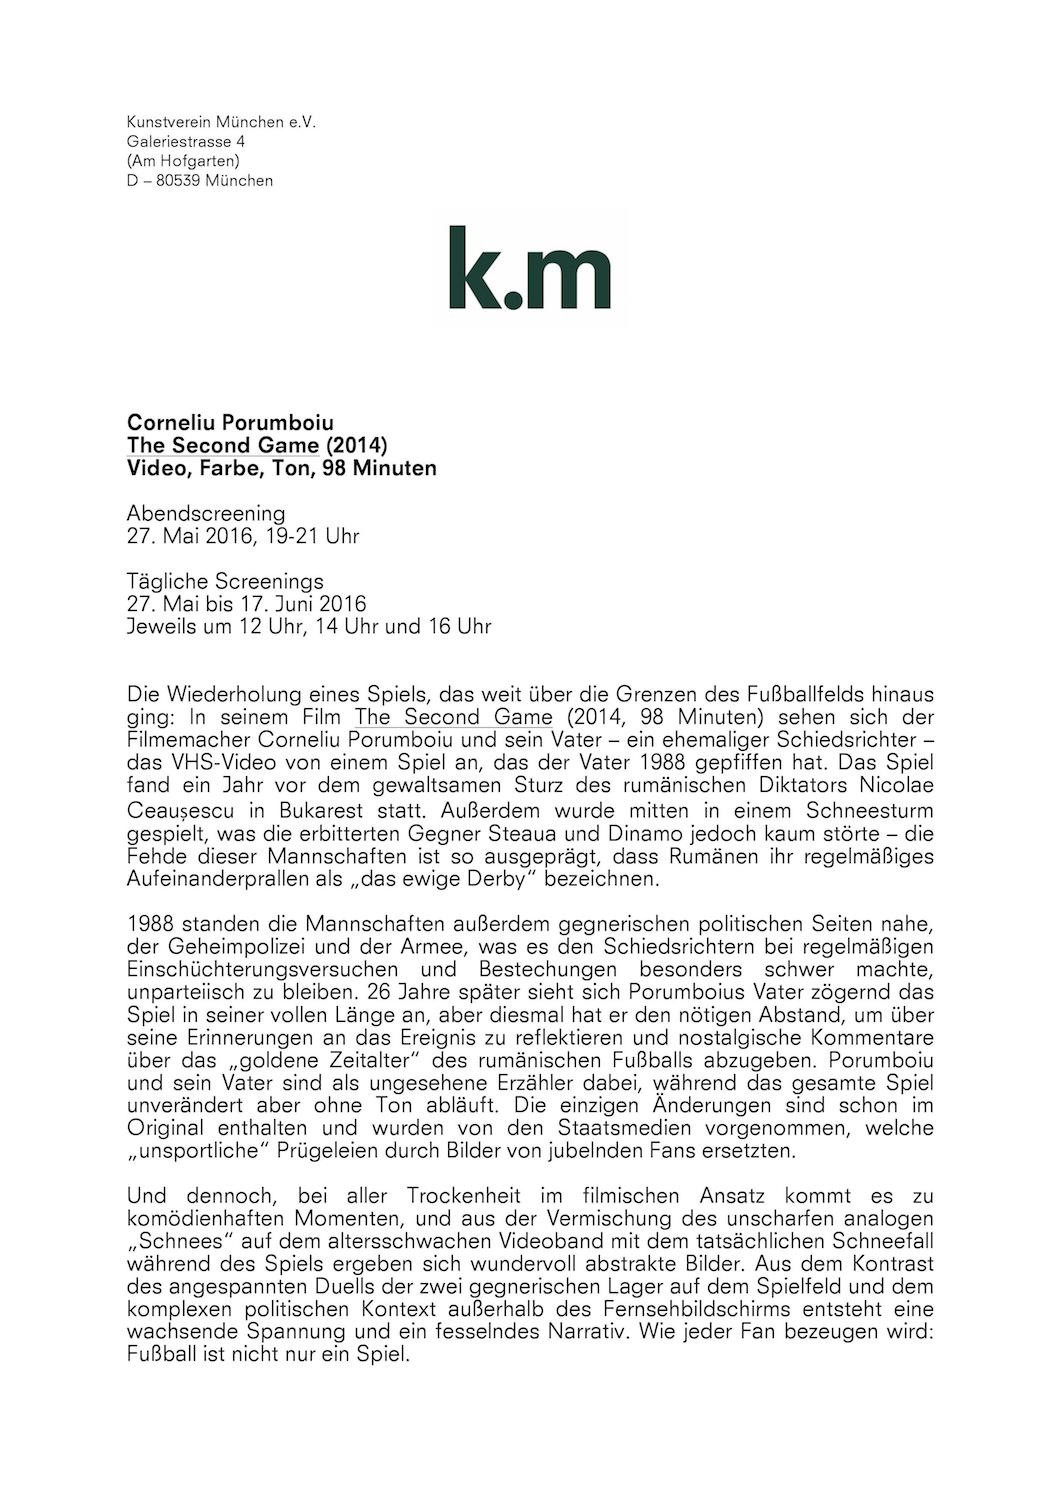 Kunstverein München e.V.
Galeriestrasse 4
(Am Hofgarten)
D – 80539 München
k.m
Corneliu Porumboiu
The Second Game (2014)
Video, Farbe, Ton, 98 Minuten
Abendscreening
27. Mai 2016, 19-21 Uhr
Tägliche Screenings
27. Mai bis 17. Juni 2016
Jeweils um 12 Uhr, 14 Uhr und 16 Uhr
Die Wiederholung eines Spiels, das weit über die Grenzen des Fußballfelds hinaus
ging: In seinem Film The Second Game (2014, 98 Minuten) sehen sich der
Filmemacher Corneliu Porumboiu und sein Vater – ein ehemaliger Schiedsrichter –
das VHS-Video von einem Spiel an, das der Vater 1988 gepfiffen hat. Das Spiel
fand ein Jahr vor dem gewaltsamen Sturz des rumänischen Diktators Nicolae
Ceaușescu in Bukarest statt. Außerdem wurde mitten in einem Schneesturm
gespielt, was die erbitterten Gegner Steaua und Dinamo jedoch kaum störte – die
Fehde dieser Mannschaften ist so ausgeprägt, dass Rumänen ihr regelmäßiges
Aufeinanderprallen als „das ewige Derby“ bezeichnen.
1988 standen die Mannschaften außerdem gegnerischen politischen Seiten nahe,
der Geheimpolizei und der Armee, was es den Schiedsrichtern bei regelmäßigen
Einschüchterungsversuchen und Bestechungen besonders schwer machte,
unparteiisch zu bleiben. 26 Jahre später sieht sich Porumboius Vater zögernd das
Spiel in seiner vollen Länge an, aber diesmal hat er den nötigen Abstand, um über
seine Erinnerungen an das Ereignis zu reflektieren und nostalgische Kommentare
über das „goldene Zeitalter“ des rumänischen Fußballs abzugeben. Porumboiu
und sein Vater sind als ungesehene Erzähler dabei, während das gesamte Spiel
unverändert aber ohne Ton abläuft. Die einzigen Änderungen sind schon im
Original enthalten und wurden von den Staatsmedien vorgenommen, welche
„unsportliche“ Prügeleien durch Bilder von jubelnden Fans ersetzten.
Und dennoch, bei aller Trockenheit im filmischen Ansatz kommt es zu
komödienhaften Momenten, und aus der Vermischung des unscharfen analogen
„Schnees“ auf dem altersschwachen Videoband mit dem tatsächlichen Schneefall
während des Spiels ergeben sich wundervoll abstrakte Bilder. Aus dem Kontrast
des angespannten Duells der zwei gegnerischen Lager auf dem Spielfeld und dem
komplexen politischen Kontext außerhalb des Fernsehbildschirms entsteht eine
wachsende Spannung und ein fesselndes Narrativ. Wie jeder Fan bezeugen wird:
Fußball ist nicht nur ein Spiel.